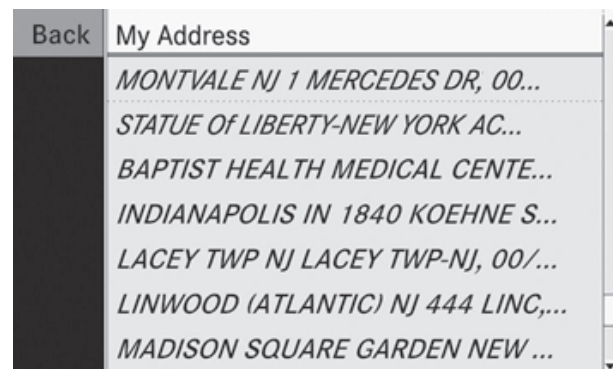 Back
My Address
MONTVALE NJ 1 MERCEDES DR, 00...
STATUE Of LIBERTY-NEW YORK AC...
BAPTIST HEALTH MEDICAL CENTE...
INDIANAPOLIS IN 1840 KOEHNE S...
LACEY TWP NJ LACEY TWP-NJ, 00/...
LINWOOD (ATLANTIC) NJ 444 LINC,...
MADISON SQUARE GARDEN NEW ...